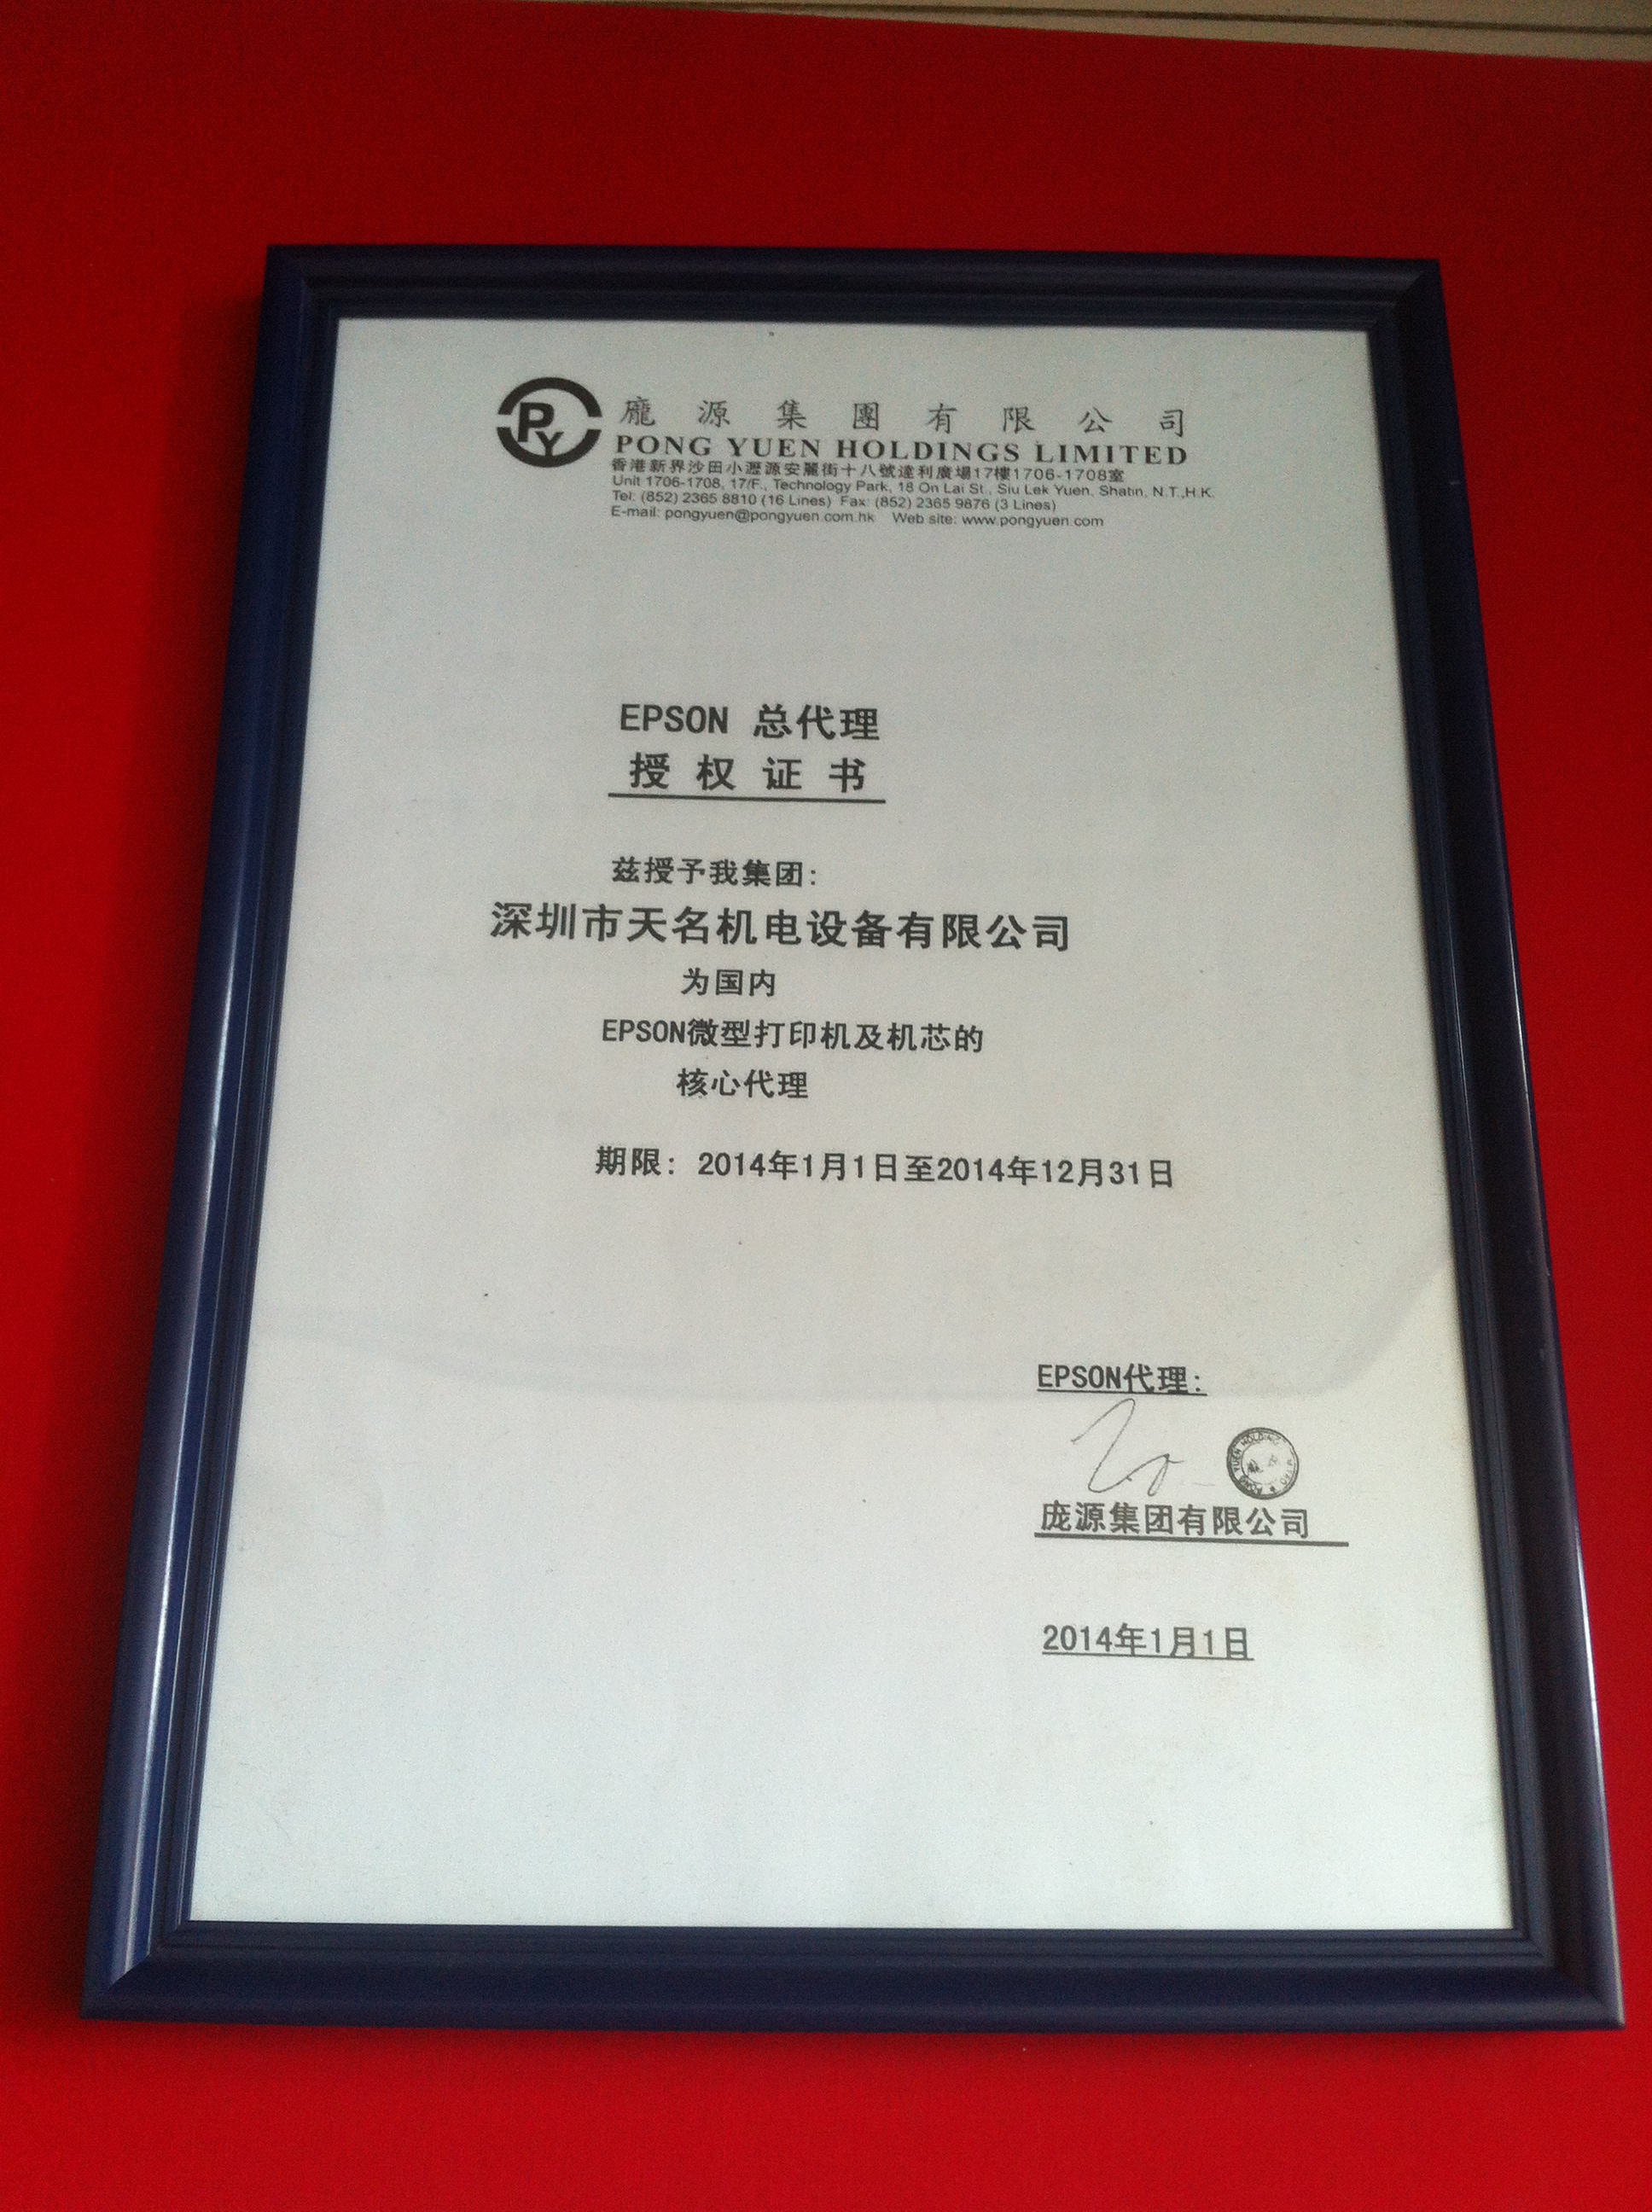 PY
龐源集團有限公司
PONG YUEN HOLDINGS LIMITED
香港新界沙田小瀝源安麗街十八號達利廣場17樓1706-1708室
Unit 1706-1708, 17/F., Technology Park, 18 On Lai St., Siu Lek Yuen, Shatin, N.T.,H.K.
Tel: (852) 2365 8810 (16 Lines) Fax: (852) 2365 9876 (3 Lines)
E-mail: pongyuen@pongyuen.com.hk Web site: www.pongyuen.com
EPSON 总代理
授权证书
兹授予我集团:
深圳市天名机电设备有限公司
为国内
EPSON微型打印机及机芯的
核心代理
期限: 2014年1月1日至2014年12月31日
EPSON代理:
庞源集团有限公司
2014年1月1日